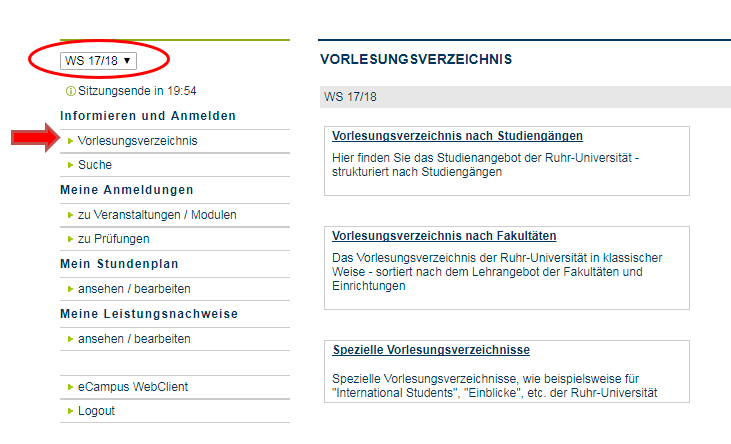 WS 17/18
Sitzungsende in 19:54
Informieren und Anmelden
Vorlesungsverzeichnis
Suche
Meine Anmeldungen
zu Veranstaltungen / Modulen
zu Prüfungen
Mein Stundenplan
ansehen / bearbeiten
Meine Leistungsnachweise
ansehen / bearbeiten
eCampus WebClient
Logout
VORLESUNGSVERZEICHNIS
WS 17/18
Vorlesungsverzeichnis nach Studiengängen
Hier finden Sie das Studienangebot der Ruhr-Universität -
strukturiert nach Studiengängen
Vorlesungsverzeichnis nach Fakultäten
Das Vorlesungsverzeichnis der Ruhr-Universität in klassischer
Weise - sortiert nach dem Lehrangebot der Fakultäten und
Einrichtungen
Spezielle Vorlesungsverzeichnisse
Spezielle Vorlesungsverzeichnisse, wie beispielsweise für
"International Students", "Einblicke", etc. der Ruhr-Universität